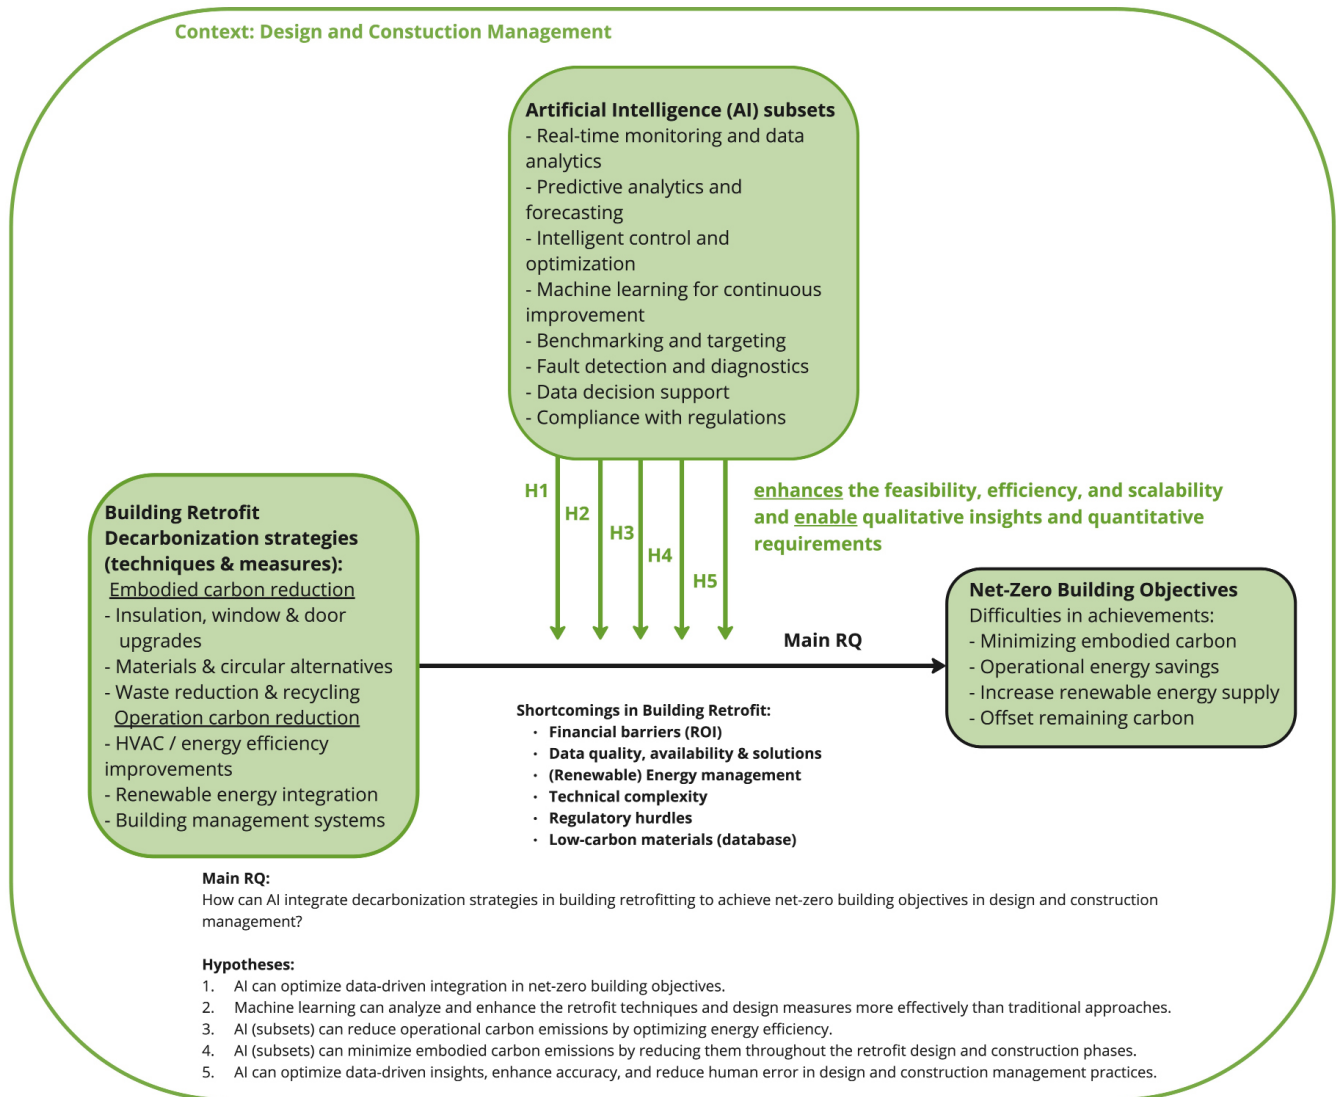 Context: Design and Constuction Management
Artificial Intelligence (AI) subsets
- Real-time monitoring and data
analytics
- Predictive analytics and
forecasting
- Intelligent control and
optimization
- Machine learning for continuous
improvement
- Benchmarking and targeting
- Fault detection and diagnostics
- Data decision support
- Compliance with regulations
H1
H2
H3
H4
H5
enhances the feasibility, efficiency, and scalability
and enable qualitative insights and quantitative
requirements
Building Retrofit
Decarbonization strategies
(techniques & measures):
Embodied carbon reduction
- Insulation, window & door
upgrades
- Materials & circular alternatives
- Waste reduction & recycling
Operation carbon reduction
- HVAC / energy efficiency
improvements
- Renewable energy integration
- Building management systems
Main RQ
Net-Zero Building Objectives
Difficulties in achievements:
- Minimizing embodied carbon
- Operational energy savings
- Increase renewable energy supply
- Offset remaining carbon
Shortcomings in Building Retrofit:
· Financial barriers (ROI)
· Data quality, availability & solutions
· (Renewable) Energy management
· Technical complexity
· Regulatory hurdles
· Low-carbon materials (database)
Main RQ:
How can AI integrate decarbonization strategies in building retrofitting to achieve net-zero building objectives in design and construction
management?
Hypotheses:
1. AI can optimize data-driven integration in net-zero building objectives.
2. Machine learning can analyze and enhance the retrofit techniques and design measures more effectively than traditional approaches.
3. AI (subsets) can reduce operational carbon emissions by optimizing energy efficiency.
4. AI (subsets) can minimize embodied carbon emissions by reducing them throughout the retrofit design and construction phases.
5. AI can optimize data-driven insights, enhance accuracy, and reduce human error in design and construction management practices.